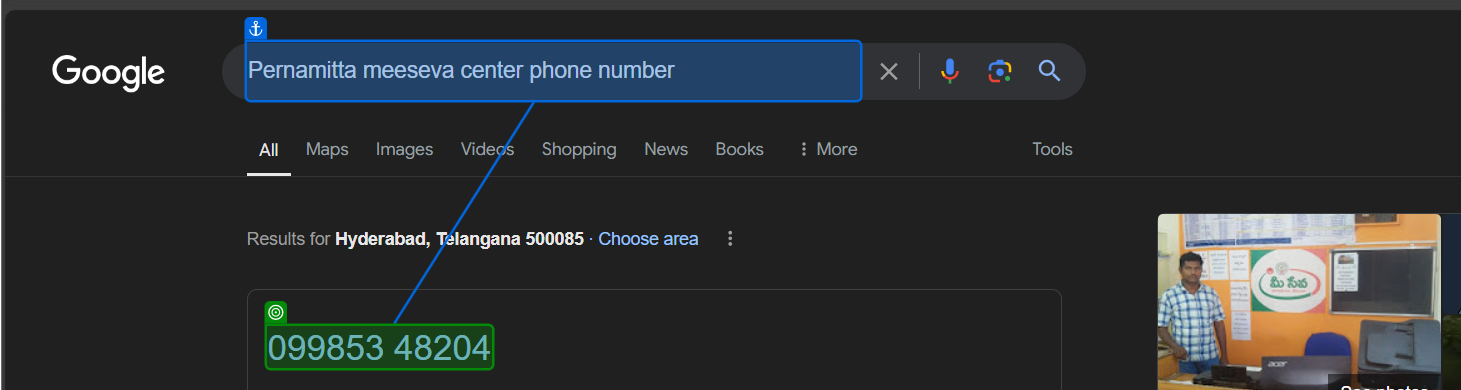 Google
Pernamitta meeseva center phone number
All Maps Images Videos Shopping News Books More Tools
Results for Hyderabad, Telangana 500085 · Choose area
099853 48204
మీ సేవ
acer